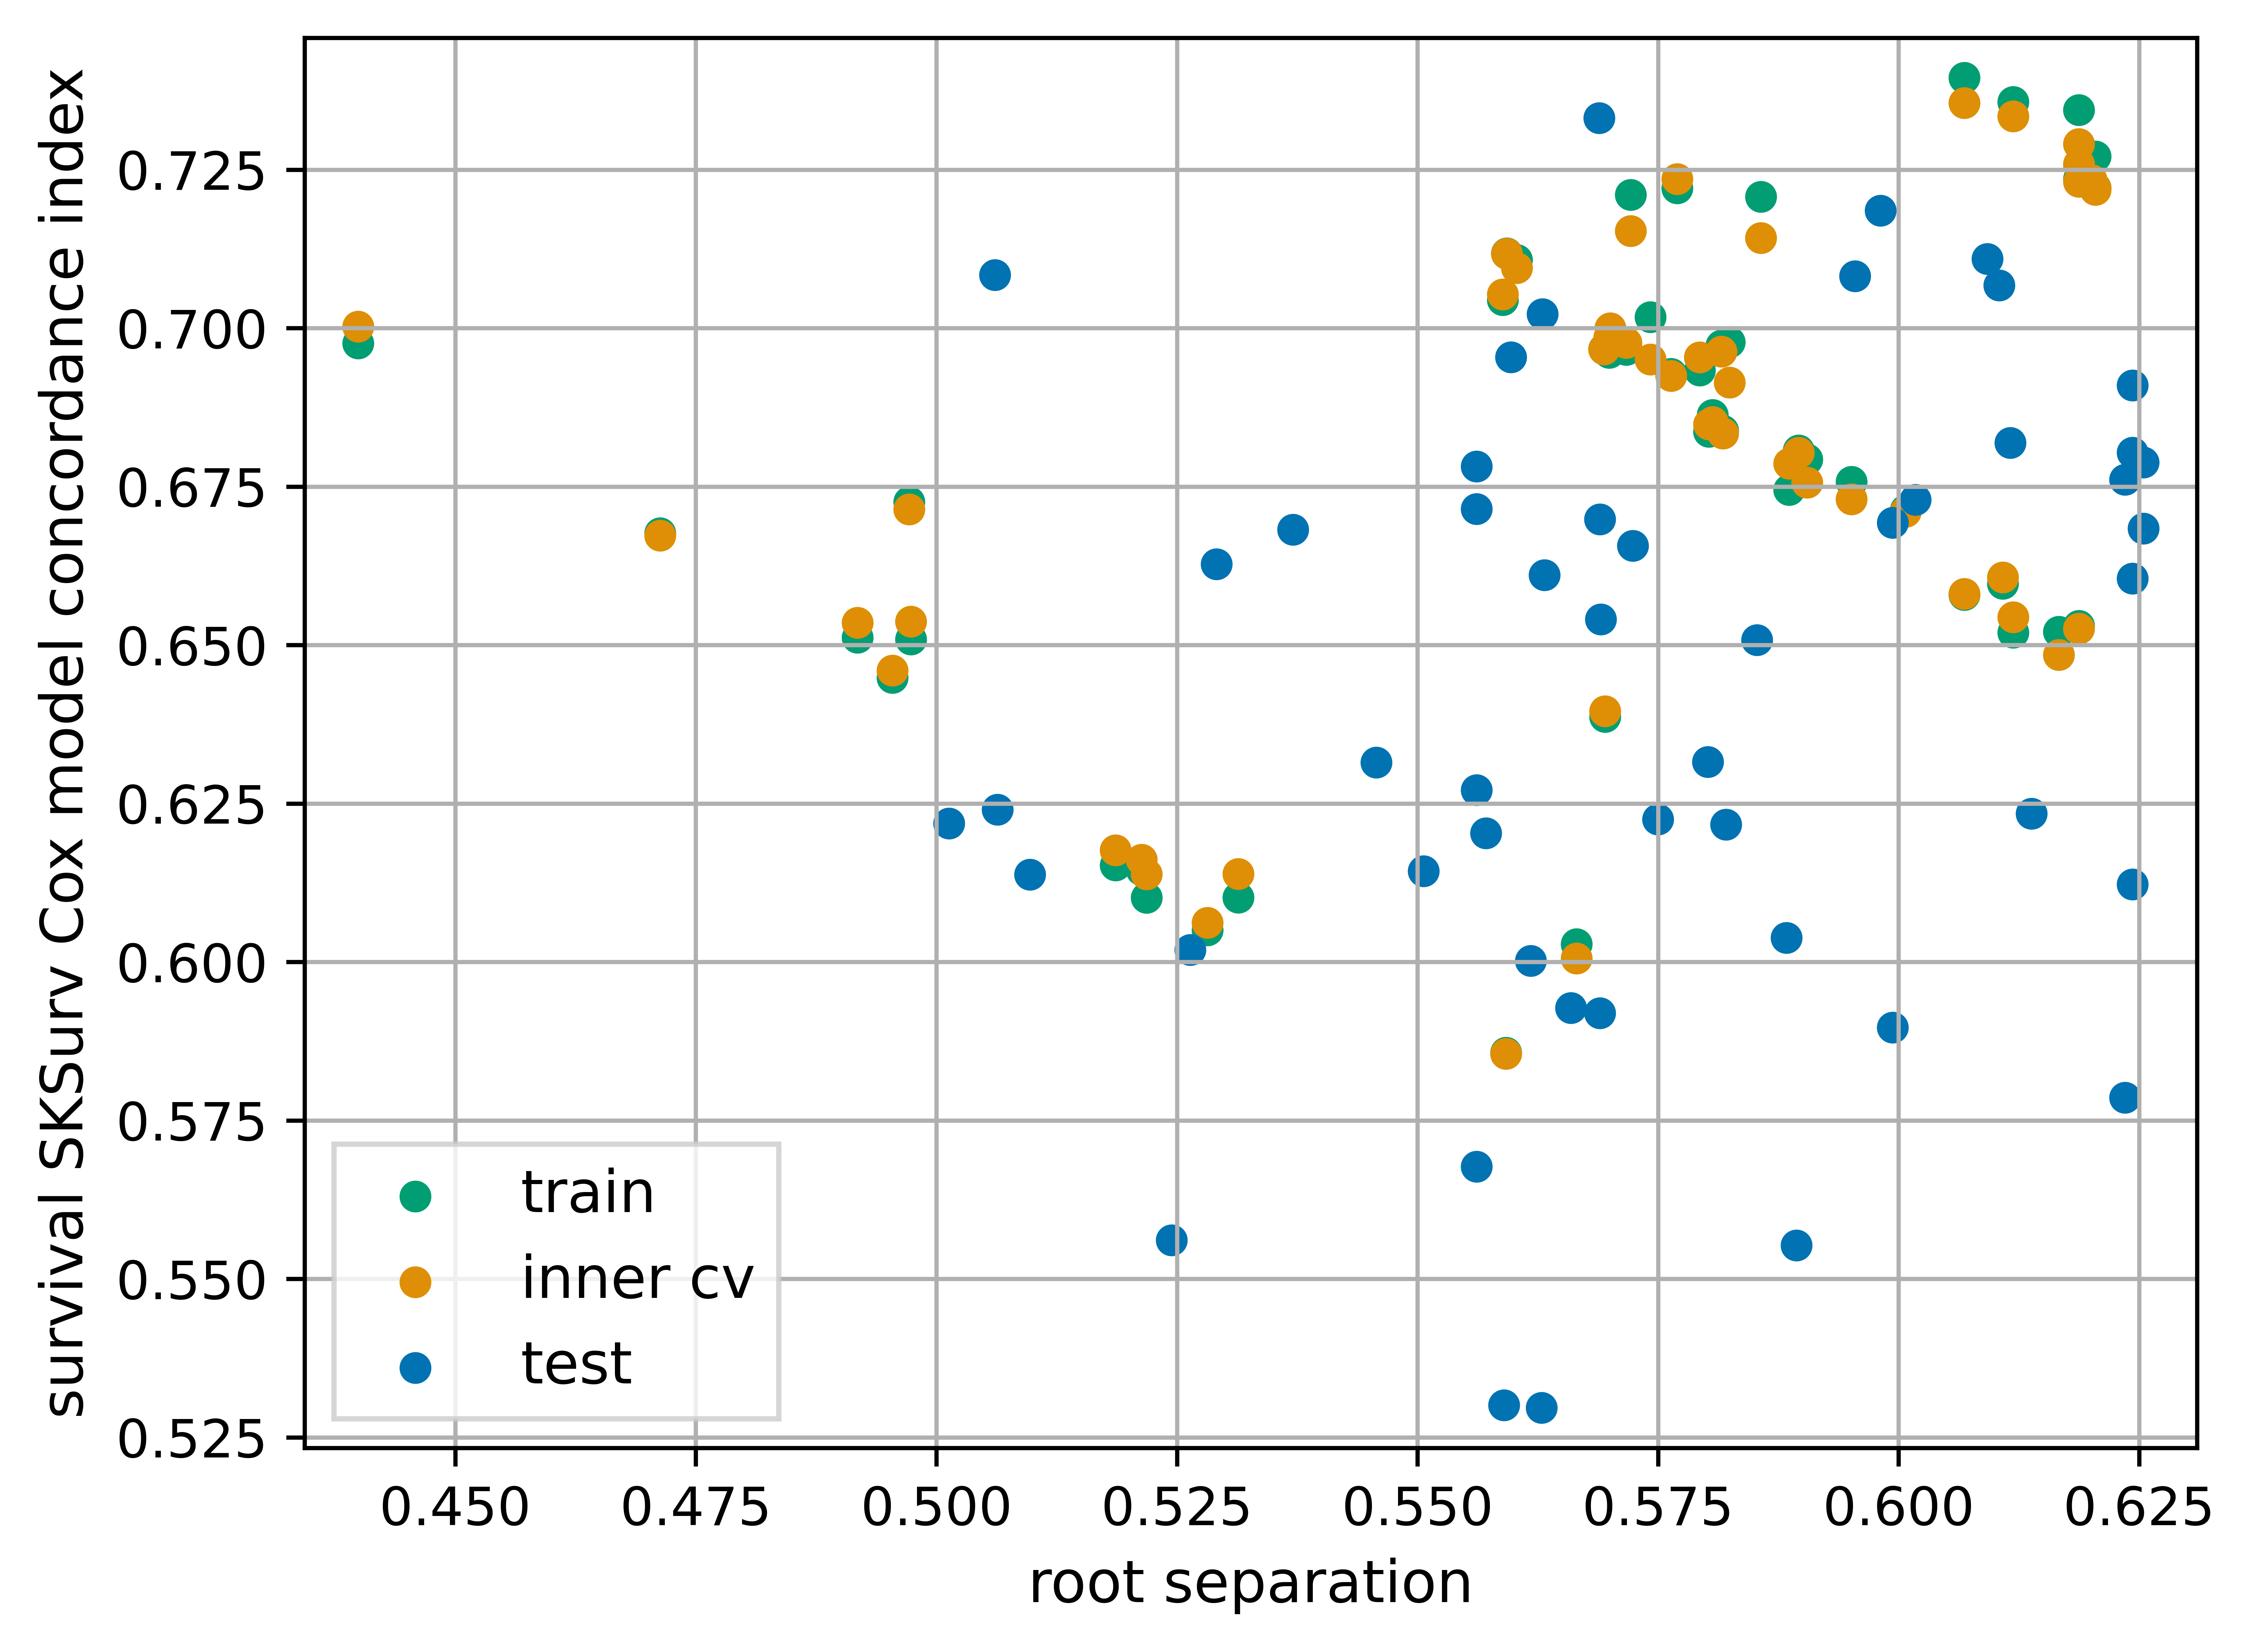 survival SKSurv Cox model concordance index
0.725
0.700
0.675
0.650
0.625
0.600
0.575
0.550
0.525
train
inner cv
test
0.450 0.475 0.500 0.525 0.550 0.575 0.600 0.625
root separation